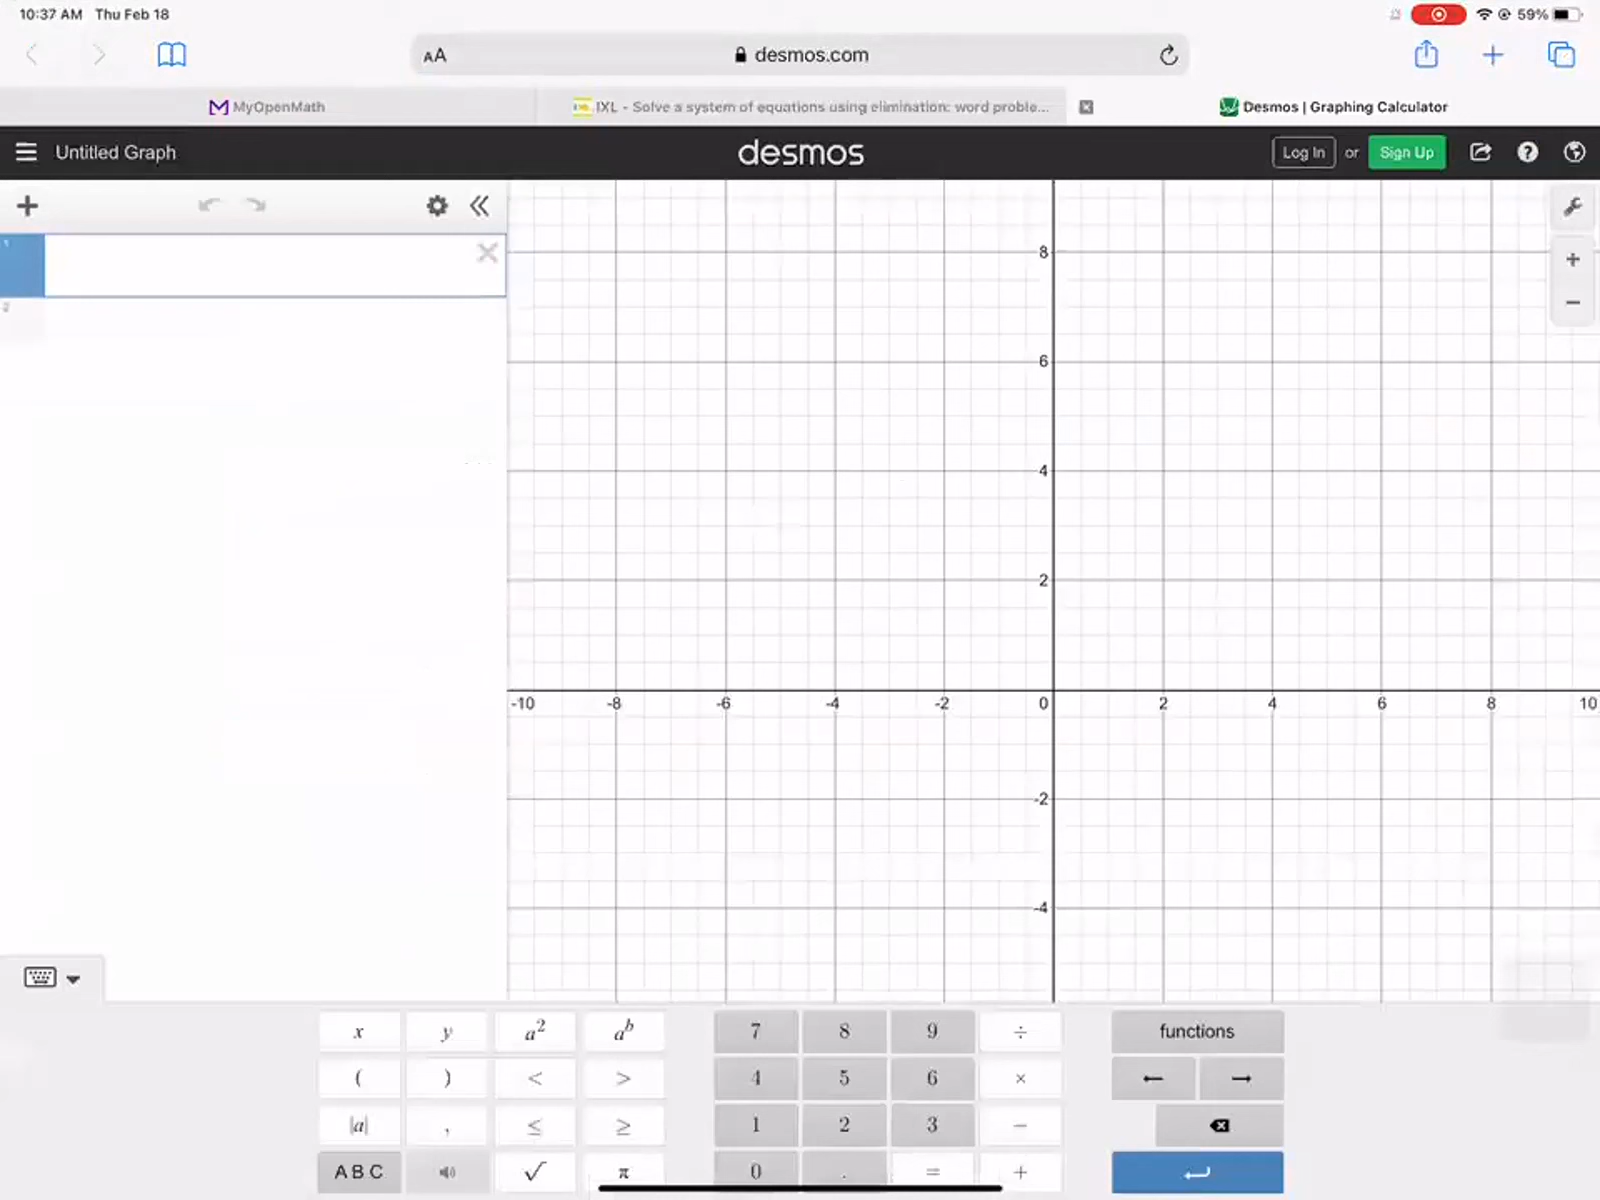 10:37 AM Thu Feb 18
59%
AA desmos.com
MyOpenMath
IXL - Solve a system of equations using elimination: word proble...
Desmos | Graphing Calculator
Untitled Graph
desmos
Log In or Sign Up
1
2
8
6
4
2
-10 -8 -6 -4 -2 0 2 4 6 8 10
-2
-4
x y a² aᵇ 7 8 9 ÷ functions
( ) < > 4 5 6 × ← →
|a| , ≤ ≥ 1 2 3 −
A B C √ π 0 . = +